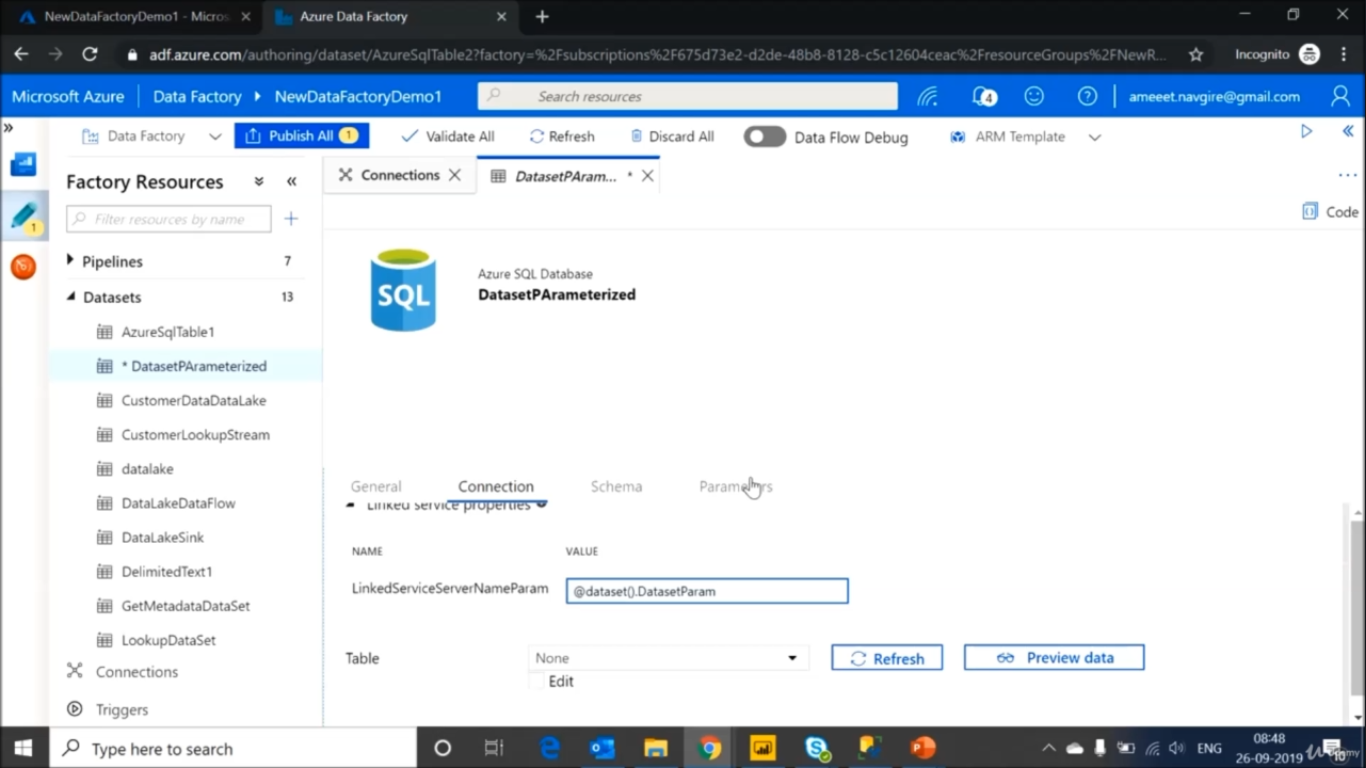 NewDataFactoryDemo1 - Micros
Azure Data Factory
adf.azure.com/authoring/dataset/AzureSqlTable2?factory=%2Fsubscriptions%2F675d73e2-d2de-48b8-8128-c5c12604ceac%2FresourceGroups%2FNewR...
Incognito
Microsoft Azure
Data Factory
NewDataFactoryDemo1
Search resources
4
ameeet.navgire@gmail.com
Data Factory
Publish All 1
Validate All
Refresh
Discard All
Data Flow Debug
ARM Template
Factory Resources
Connections
DatasetPAram... *
1
Filter resources by name
Code
Pipelines 7
Datasets 13
AzureSqlTable1
* DatasetPArameterized
CustomerDataDataLake
CustomerLookupStream
datalake
DataLakeDataFlow
DataLakeSink
DelimitedText1
GetMetadataDataSet
LookupDataSet
Connections
Triggers
SQL
Azure SQL Database
DatasetPArameterized
General
Connection
Schema
Parameters
Linked service properties
NAME
VALUE
LinkedServiceServerNameParam
@dataset().DatasetParam
Table
None
Refresh
Preview data
Edit
Type here to search
ENG
08:48
26-09-2019
10